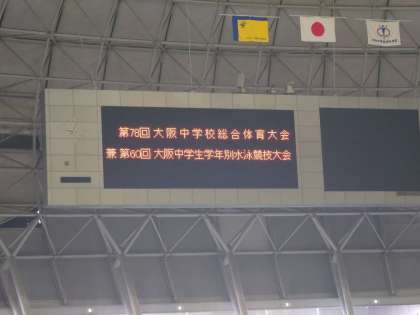 第78回 大阪中学校総合体育大会
兼 第60回 大阪中学生学年別水泳競技大会